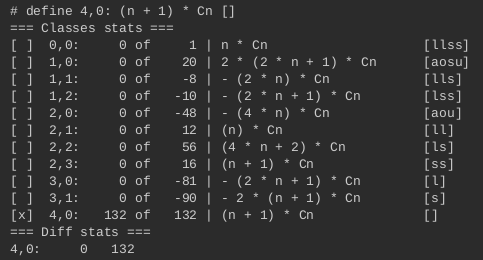 # define 4,0: (n + 1) * Cn []
=== Classes stats ===
[ ]  0,0:     0 of     1 | n * Cn                    [llss]
[ ]  1,0:     0 of    20 | 2 * (2 * n + 1) * Cn      [aosu]
[ ]  1,1:     0 of    -8 | - (2 * n) * Cn            [lls]
[ ]  1,2:     0 of   -10 | - (2 * n + 1) * Cn        [lss]
[ ]  2,0:     0 of   -48 | - (4 * n) * Cn            [aou]
[ ]  2,1:     0 of    12 | (n) * Cn                  [ll]
[ ]  2,2:     0 of    56 | (4 * n + 2) * Cn          [ls]
[ ]  2,3:     0 of    16 | (n + 1) * Cn              [ss]
[ ]  3,0:     0 of   -81 | - (2 * n + 1) * Cn        [l]
[ ]  3,1:     0 of   -90 | - 2 * (n + 1) * Cn        [s]
[x]  4,0:   132 of   132 | (n + 1) * Cn              []
=== Diff stats ===
4,0:     0   132